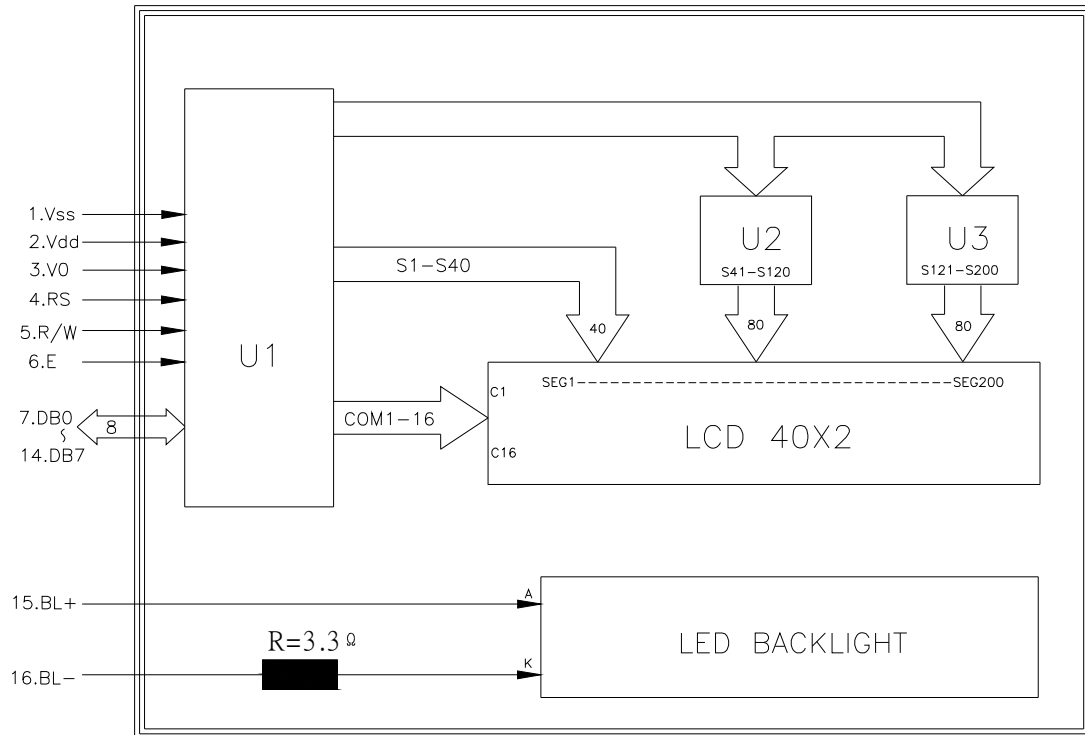 1.Vss
2.Vdd
3.V0
4.RS
5.R/W
6.E
7.DB0
~
14.DB7
8
U1
S1-S40
40
COM1-16
U2
S41-S120
80
U3
S121-S200
80
SEG1------------------------------SEG200
C1
C16
LCD 40X2
15.BL+
A
R=3.3Ω
16.BL-
K
LED BACKLIGHT